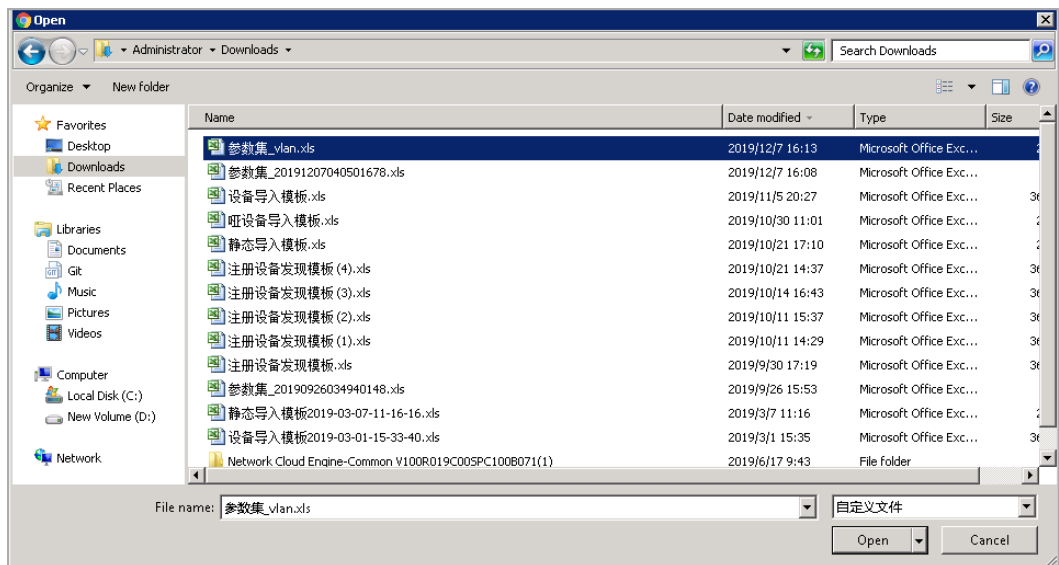 Open
Administrator Downloads Search Downloads
Organize New folder
Name Date modified Type Size
Favorites
Desktop
Downloads
Recent Places
Libraries
Documents
Git
Music
Pictures
Videos
Computer
Local Disk (C:)
New Volume (D:)
Network
参数集_vlan.xls 2019/12/7 16:13 Microsoft Office Exc...
参数集_20191207040501678.xls 2019/12/7 16:08 Microsoft Office Exc...
设备导入模板.xls 2019/11/5 20:27 Microsoft Office Exc...
哑设备导入模板.xls 2019/10/30 11:01 Microsoft Office Exc...
静态导入模板.xls 2019/10/21 17:10 Microsoft Office Exc...
注册设备发现模板 (4).xls 2019/10/21 14:37 Microsoft Office Exc...
注册设备发现模板 (3).xls 2019/10/14 16:43 Microsoft Office Exc...
注册设备发现模板 (2).xls 2019/10/11 15:37 Microsoft Office Exc...
注册设备发现模板 (1).xls 2019/10/11 14:29 Microsoft Office Exc...
注册设备发现模板.xls 2019/9/30 17:19 Microsoft Office Exc...
参数集_20190926034940148.xls 2019/9/26 15:53 Microsoft Office Exc...
静态导入模板2019-03-07-11-16-16.xls 2019/3/7 11:16 Microsoft Office Exc...
设备导入模板2019-03-01-15-33-40.xls 2019/3/1 15:35 Microsoft Office Exc...
Network Cloud Engine-Common V100R019C00SPC100B071(1) 2019/6/17 9:43 File folder
File name: 参数集_vlan.xls 自定义文件
Open Cancel